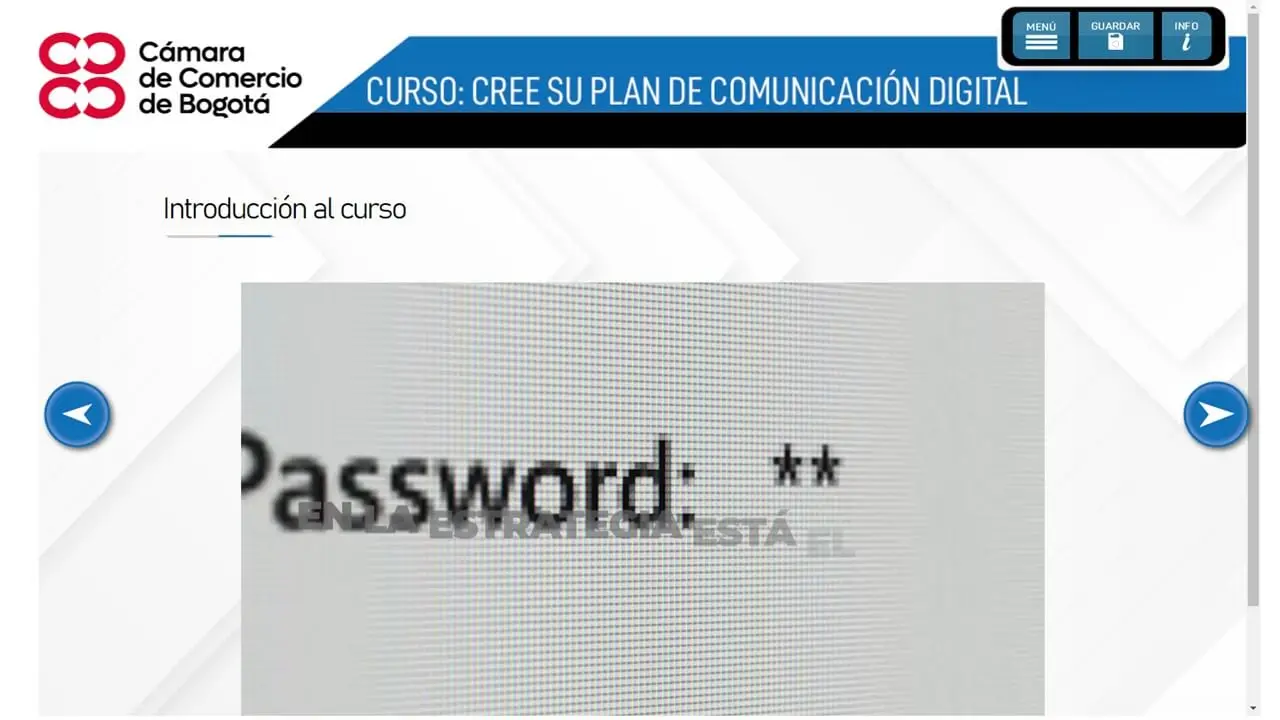 Cámara
de Comercio
de Bogotá
CURSO: CREE SU PLAN DE COMUNICACIÓN DIGITAL
MENÚ
GUARDAR
INFO
i
Introducción al curso
Password: **
EN LA ESTRATEGIA ESTÁ EL